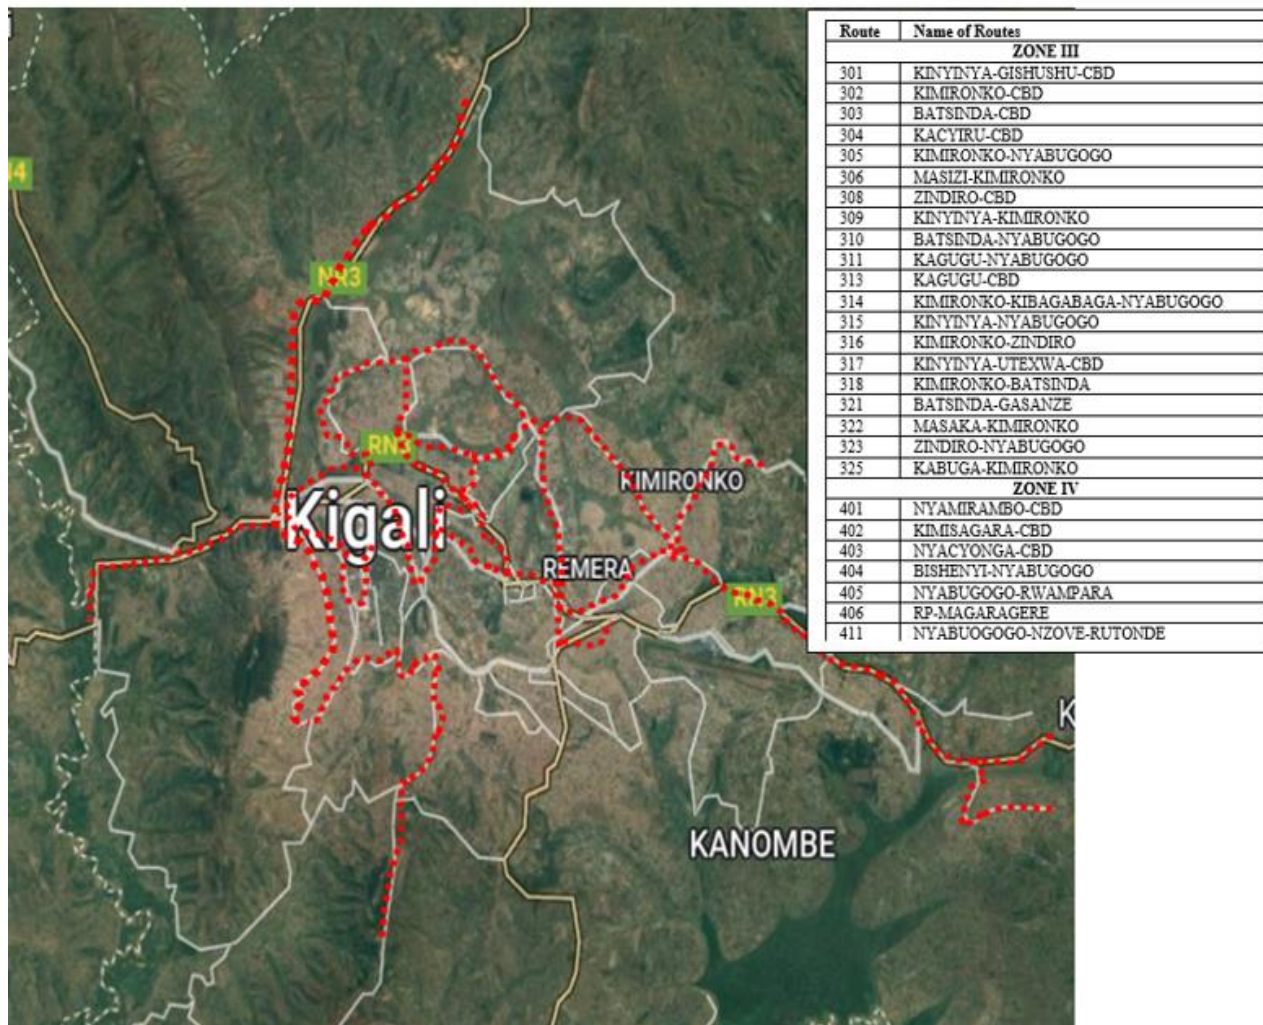 N4
NR3
RN3
Kigali
KIMIRONKO
REMERA
RN3
KANOMBE
K
Route Name of Routes
ZONE III
301 KINYINYA-GISHUSHU-CBD
302 KIMIRONKO-CBD
303 BATSINDA-CBD
304 KACYIRU-CBD
305 KIMIRONKO-NYABUGOGO
306 MASIZI-KIMIRONKO
308 ZINDIRO-CBD
309 KINYINYA-KIMIRONKO
310 BATSINDA-NYABUGOGO
311 KAGUGU-NYABUGOGO
313 KAGUGU-CBD
314 KIMIRONKO-KIBAGABAGA-NYABUGOGO
315 KINYINYA-NYABUGOGO
316 KIMIRONKO-ZINDIRO
317 KINYINYA-UTEXWA-CBD
318 KIMIRONKO-BATSINDA
321 BATSINDA-GASANZE
322 MASAKA-KIMIRONKO
323 ZINDIRO-NYABUGOGO
325 KABUGA-KIMIRONKO
ZONE IV
401 NYAMIRAMBO-CBD
402 KIMISAGARA-CBD
403 NYACYONGA-CBD
404 BISHENYI-NYABUGOGO
405 NYABUGOGO-RWAMPARA
406 RP-MAGARAGERE
411 NYABUOGOGO-NZOVE-RUTONDE